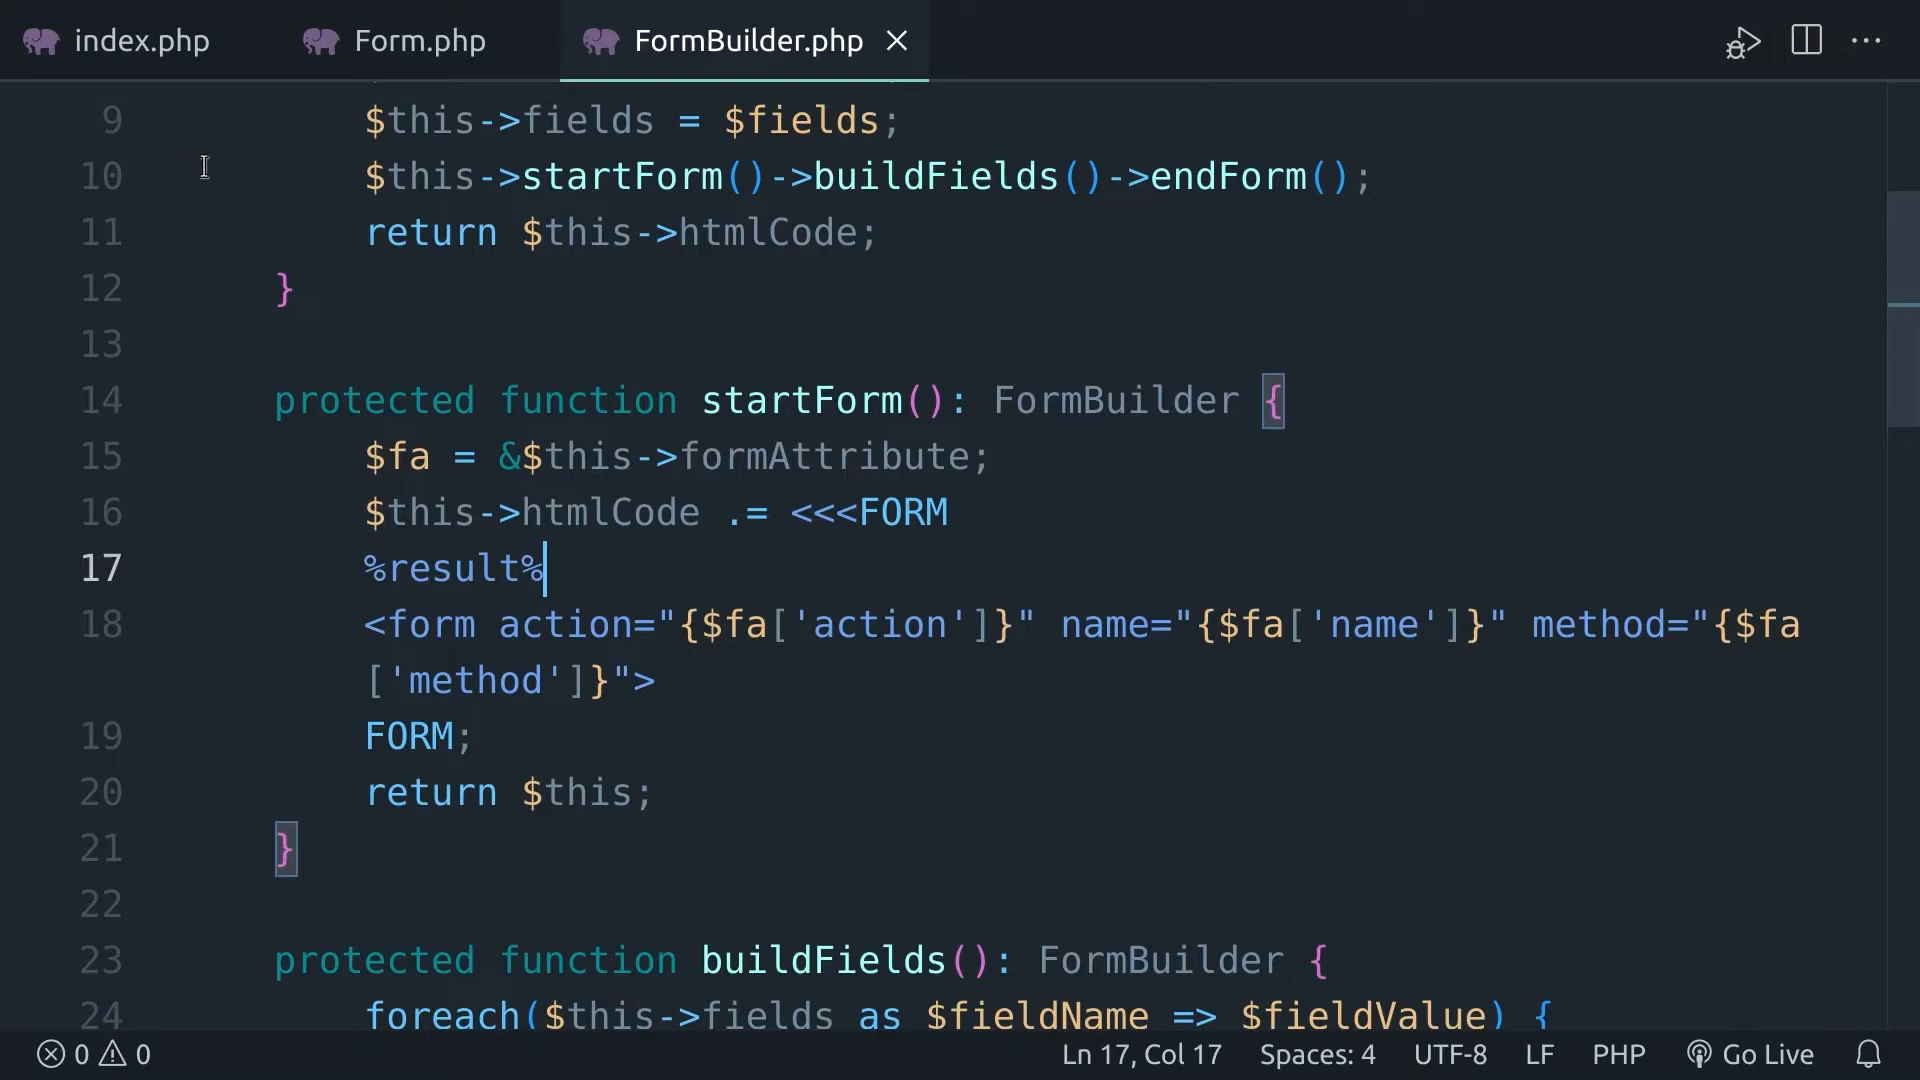 index.php Form.php FormBuilder.php
9 $this->fields = $fields;
10 $this->startForm()->buildFields()->endForm();
11 return $this->htmlCode;
12 }
13
14 protected function startForm(): FormBuilder {
15 $fa = &$this->formAttribute;
16 $this->htmlCode .= <<<FORM
17 %result%
18 <form action="{$fa['action']}" name="{$fa['name']}" method="{$fa
['method']}">
19 FORM;
20 return $this;
21 }
22
23 protected function buildFields(): FormBuilder {
24 foreach($this->fields as $fieldName => $fieldValue) {
0 0 Ln 17, Col 17 Spaces: 4 UTF-8 LF PHP Go Live